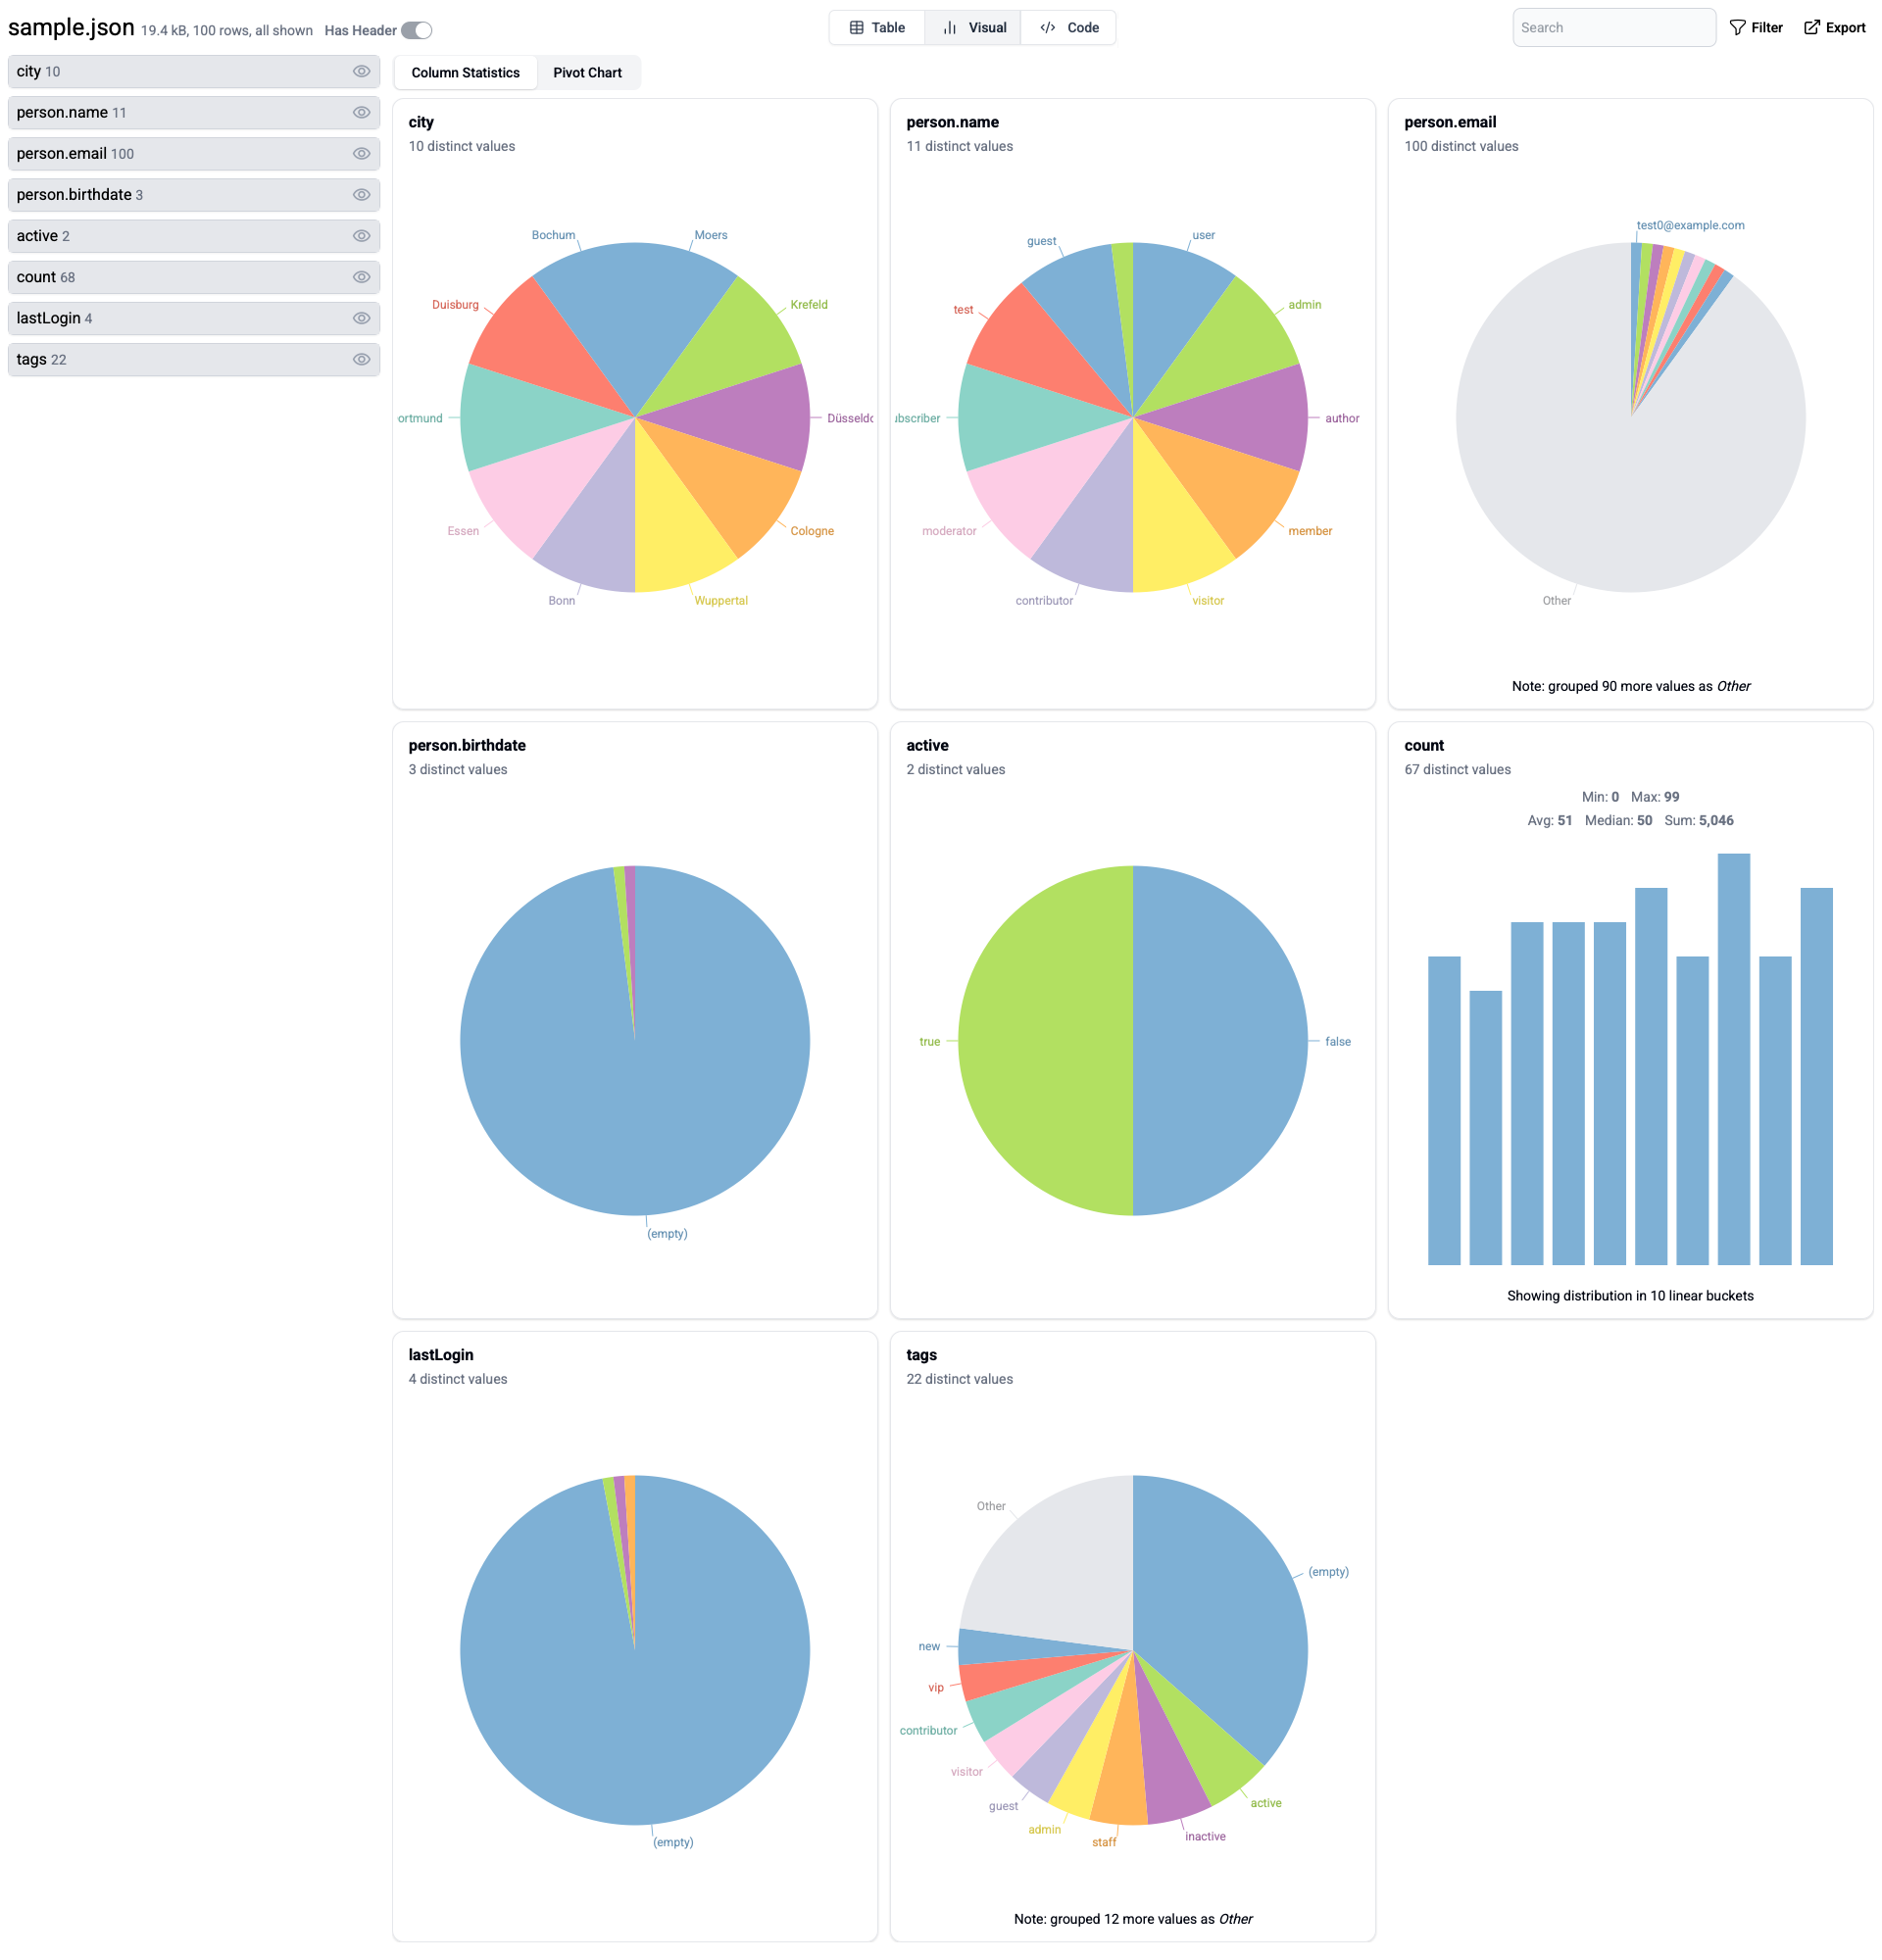 sample.json 19.4 kB, 100 rows, all shown Has Header
Table Visual Code
Search Filter Export
city 10
person.name 11
person.email 100
person.birthdate 3
active 2
count 68
lastLogin 4
tags 22
Column Statistics Pivot Chart
city
10 distinct values
Bochum Moers
Duisburg Krefeld
ortmund Düsseldo
Essen Cologne
Bonn Wuppertal
person.name
11 distinct values
guest user
test admin
ubscriber author
moderator member
contributor visitor
person.email
100 distinct values
test0@example.com
Other
Note: grouped 90 more values as Other
person.birthdate
3 distinct values
(empty)
active
2 distinct values
true false
count
67 distinct values
Min: 0 Max: 99
Avg: 51 Median: 50 Sum: 5,046
Showing distribution in 10 linear buckets
lastLogin
4 distinct values
(empty)
tags
22 distinct values
Other
(empty)
new
vip
contributor
visitor
guest active
admin inactive
staff
Note: grouped 12 more values as Other